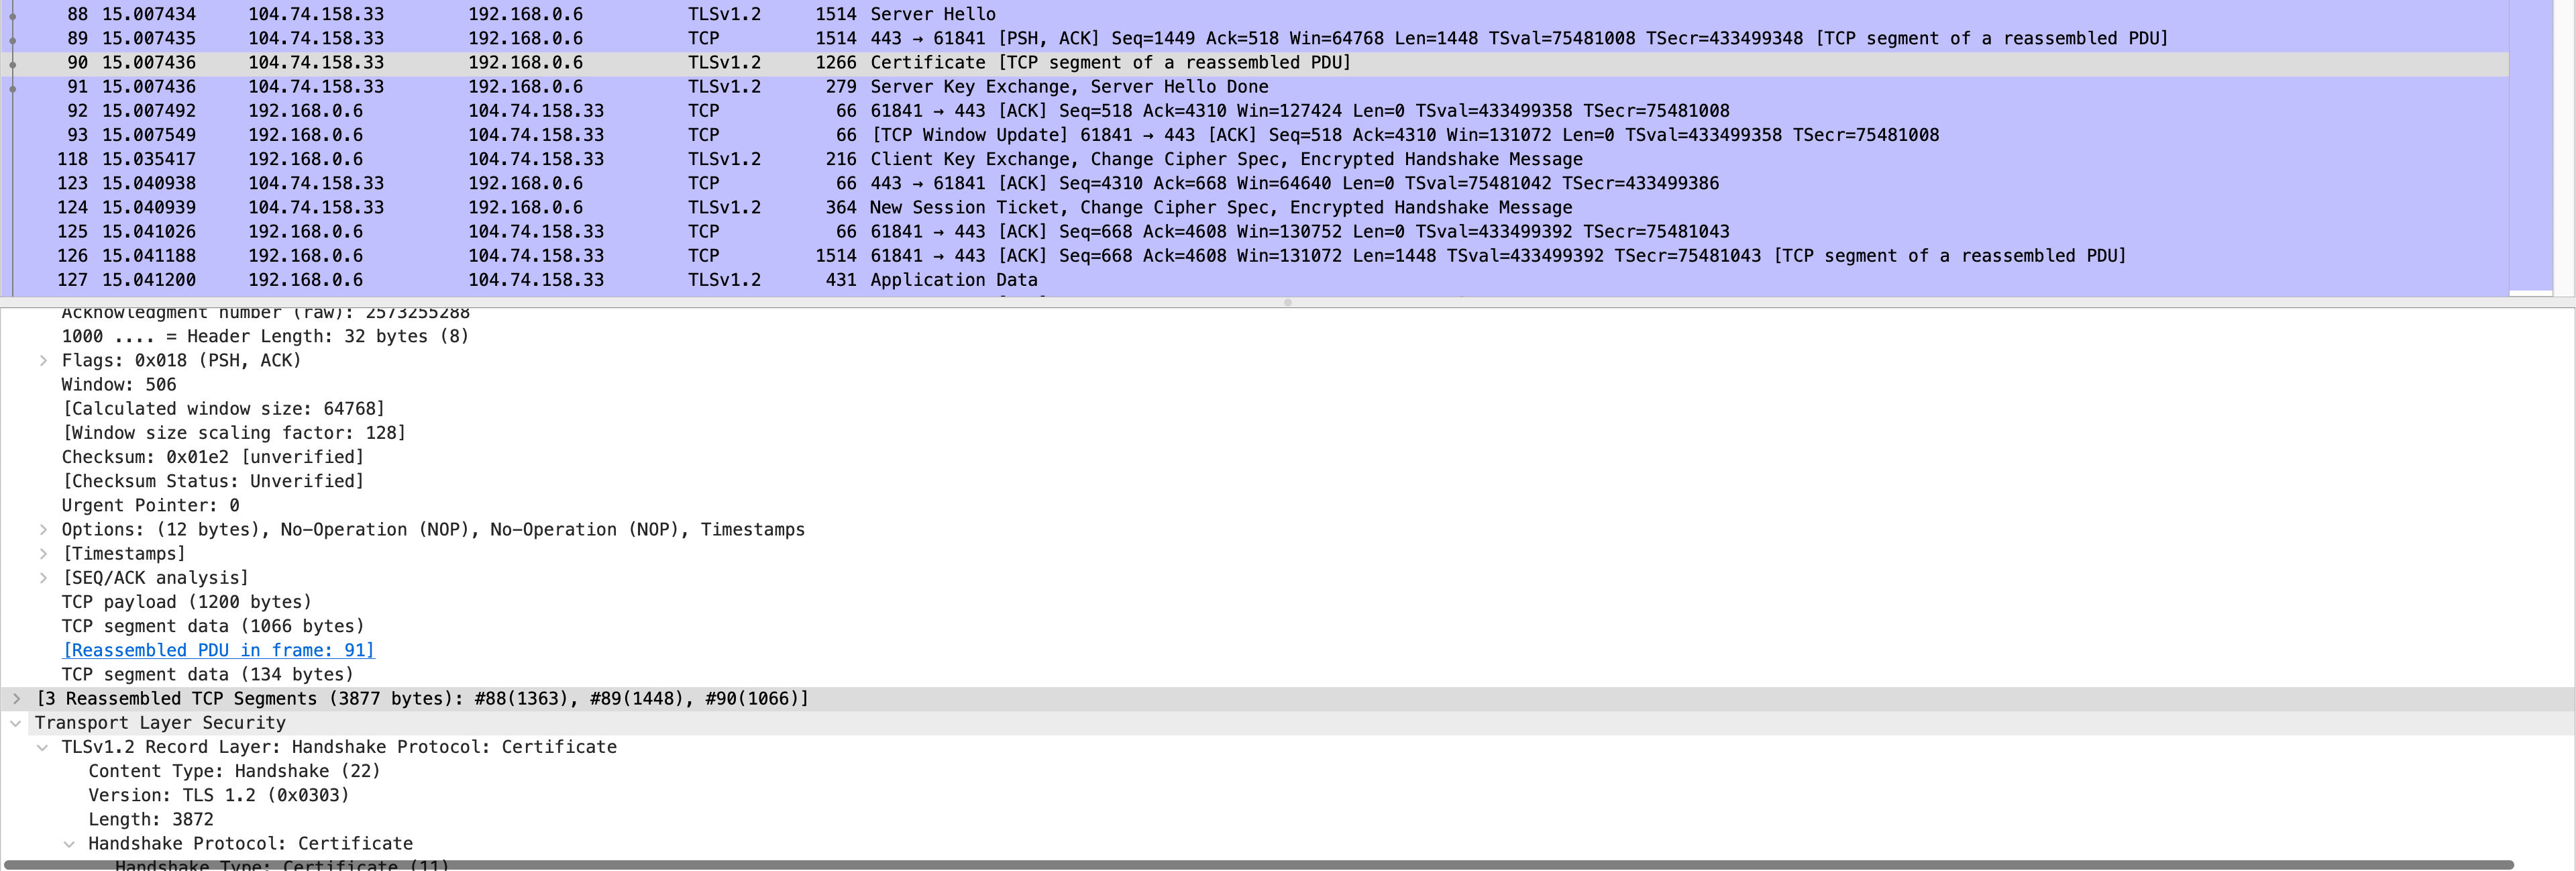 88 15.007434 104.74.158.33 192.168.0.6 TLSv1.2 1514 Server Hello
89 15.007435 104.74.158.33 192.168.0.6 TCP 1514 443 → 61841 [PSH, ACK] Seq=1449 Ack=518 Win=64768 Len=1448 TSval=75481008 TSecr=433499348 [TCP segment of a reassembled PDU]
90 15.007436 104.74.158.33 192.168.0.6 TLSv1.2 1266 Certificate [TCP segment of a reassembled PDU]
91 15.007436 104.74.158.33 192.168.0.6 TLSv1.2 279 Server Key Exchange, Server Hello Done
92 15.007492 192.168.0.6 104.74.158.33 TCP 66 61841 → 443 [ACK] Seq=518 Ack=4310 Win=127424 Len=0 TSval=433499358 TSecr=75481008
93 15.007549 192.168.0.6 104.74.158.33 TCP 66 [TCP Window Update] 61841 → 443 [ACK] Seq=518 Ack=4310 Win=131072 Len=0 TSval=433499358 TSecr=75481008
118 15.035417 192.168.0.6 104.74.158.33 TLSv1.2 216 Client Key Exchange, Change Cipher Spec, Encrypted Handshake Message
123 15.040938 104.74.158.33 192.168.0.6 TCP 66 443 → 61841 [ACK] Seq=4310 Ack=668 Win=64640 Len=0 TSval=75481042 TSecr=433499386
124 15.040939 104.74.158.33 192.168.0.6 TLSv1.2 364 New Session Ticket, Change Cipher Spec, Encrypted Handshake Message
125 15.041026 192.168.0.6 104.74.158.33 TCP 66 61841 → 443 [ACK] Seq=668 Ack=4608 Win=130752 Len=0 TSval=433499392 TSecr=75481043
126 15.041188 192.168.0.6 104.74.158.33 TCP 1514 61841 → 443 [ACK] Seq=668 Ack=4608 Win=131072 Len=1448 TSval=433499392 TSecr=75481043 [TCP segment of a reassembled PDU]
127 15.041200 192.168.0.6 104.74.158.33 TLSv1.2 431 Application Data
Acknowledgment number (raw): 2573255288
1000 .... = Header Length: 32 bytes (8)
Flags: 0x018 (PSH, ACK)
Window: 506
[Calculated window size: 64768]
[Window size scaling factor: 128]
Checksum: 0x01e2 [unverified]
[Checksum Status: Unverified]
Urgent Pointer: 0
Options: (12 bytes), No-Operation (NOP), No-Operation (NOP), Timestamps
[Timestamps]
[SEQ/ACK analysis]
TCP payload (1200 bytes)
TCP segment data (1066 bytes)
[Reassembled PDU in frame: 91]
TCP segment data (134 bytes)
[3 Reassembled TCP Segments (3877 bytes): #88(1363), #89(1448), #90(1066)]
Transport Layer Security
TLSv1.2 Record Layer: Handshake Protocol: Certificate
Content Type: Handshake (22)
Version: TLS 1.2 (0x0303)
Length: 3872
Handshake Protocol: Certificate
Handshake Type: Certificate (11)